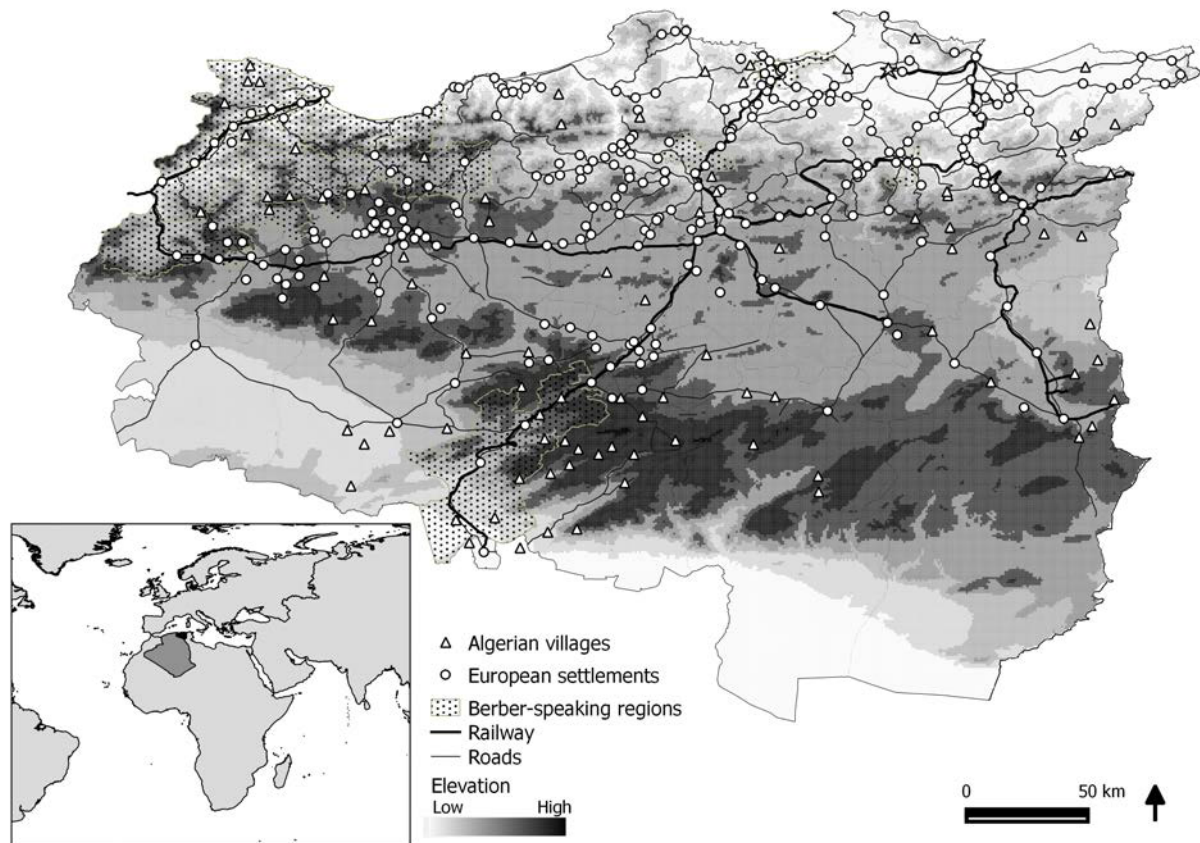 Algerian villages
European settlements
Berber-speaking regions
Railway
Roads
Elevation
Low High
0 50 km